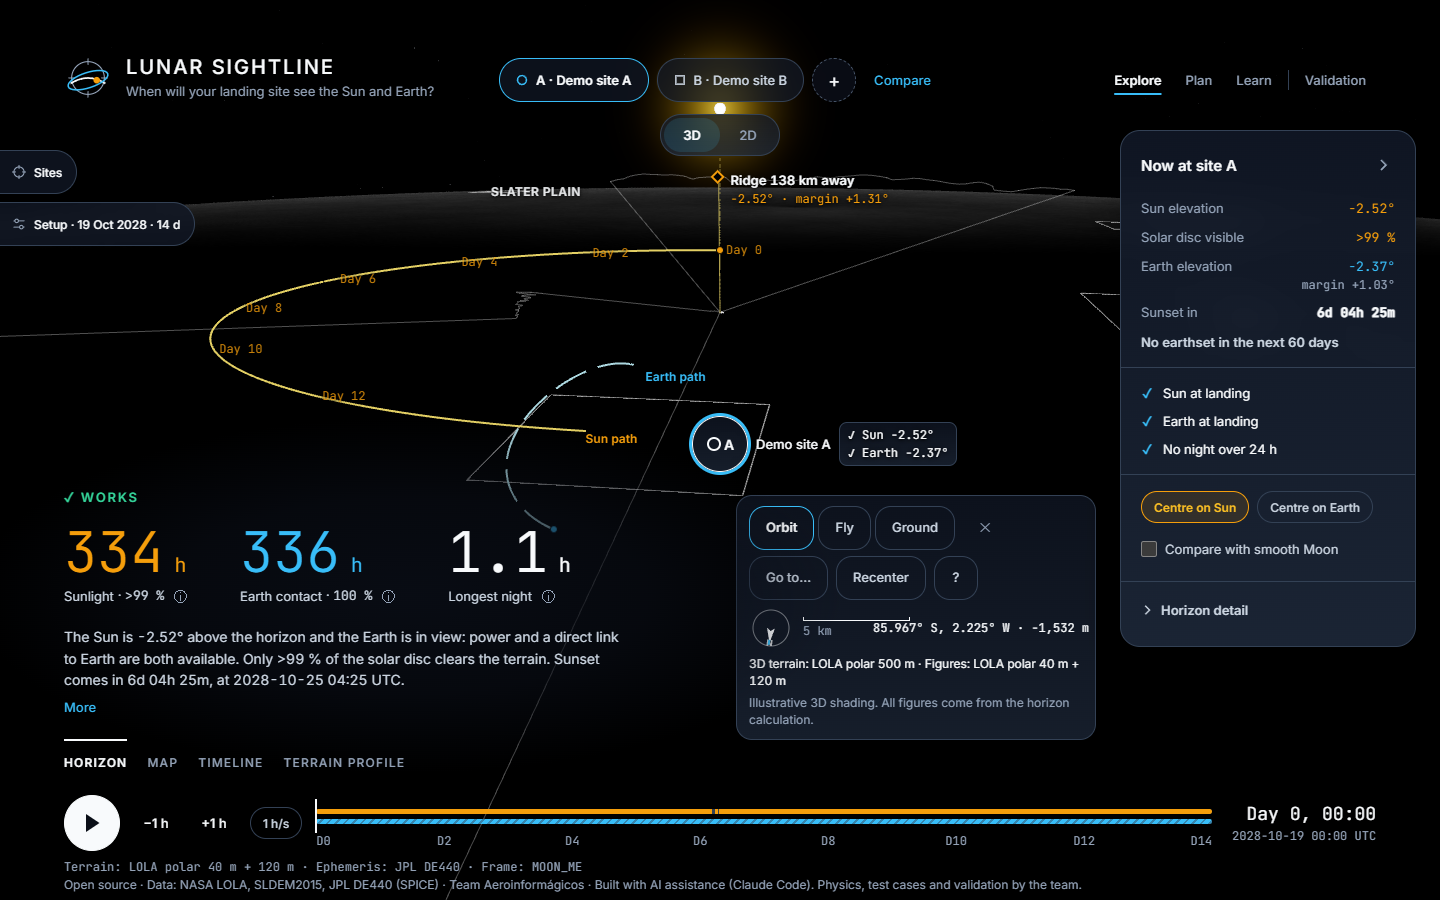 LUNAR SIGHTLINE
When will your landing site see the Sun and Earth?
A · Demo site A
B · Demo site B
+
Compare
Explore
Plan
Learn
Validation
3D
2D
Sites
Setup · 19 Oct 2028 · 14 d
SLATER PLAIN
Ridge 138 km away
-2.52° · margin +1.31°
Day 0
Day 2
Day 4
Day 6
Day 8
Day 10
Day 12
Sun path
Earth path
A
Demo site A
✓ Sun -2.52°
✓ Earth -2.37°
Now at site A
Sun elevation -2.52°
Solar disc visible >99 %
Earth elevation -2.37°
margin +1.03°
Sunset in 6d 04h 25m
No earthset in the next 60 days
✓ Sun at landing
✓ Earth at landing
✓ No night over 24 h
Centre on Sun
Centre on Earth
Compare with smooth Moon
Horizon detail
✓ WORKS
334 h
Sunlight · >99 %
336 h
Earth contact · 100 %
1.1 h
Longest night
The Sun is -2.52° above the horizon and the Earth is in view: power and a direct link
to Earth are both available. Only >99 % of the solar disc clears the terrain. Sunset
comes in 6d 04h 25m, at 2028-10-25 04:25 UTC.
More
Orbit
Fly
Ground
Go to...
Recenter
?
N
5 km
85.967° S, 2.225° W · -1,532 m
3D terrain: LOLA polar 500 m · Figures: LOLA polar 40 m +
120 m
Illustrative 3D shading. All figures come from the horizon
calculation.
HORIZON
MAP
TIMELINE
TERRAIN PROFILE
−1 h
+1 h
1 h/s
D0
D2
D4
D6
D8
D10
D12
D14
Day 0, 00:00
2028-10-19 00:00 UTC
Terrain: LOLA polar 40 m + 120 m · Ephemeris: JPL DE440 · Frame: MOON_ME
Open source · Data: NASA LOLA, SLDEM2015, JPL DE440 (SPICE) · Team Aeroinformágicos · Built with AI assistance (Claude Code). Physics, test cases and validation by the team.